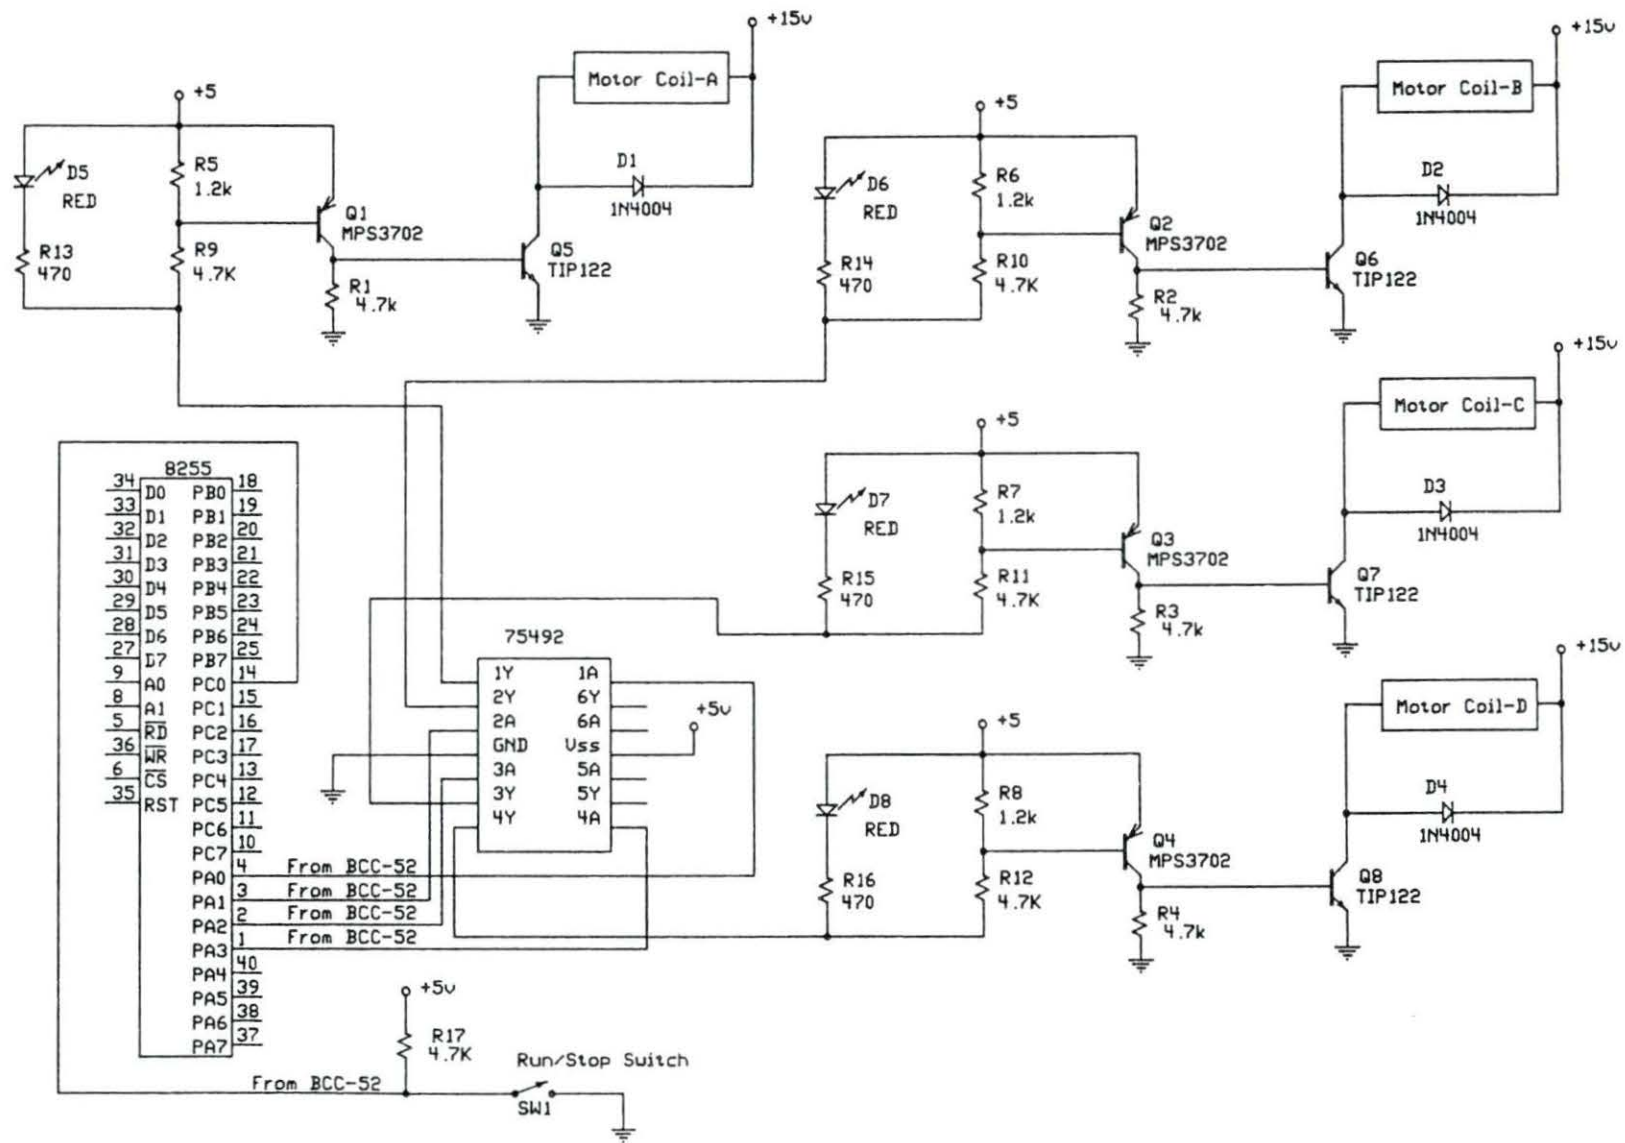 +15v
Motor Coil-A
+5
D5
RED
R5
1.2k
R13
470
R9
4.7K
Q1
MPS3702
R1
4.7k
D1
1N4004
Q5
TIP122
+15v
Motor Coil-B
+5
D6
RED
R6
1.2k
R14
470
R10
4.7K
Q2
MPS3702
R2
4.7k
D2
1N4004
Q6
TIP122
+15v
Motor Coil-C
+5
D7
RED
R7
1.2k
R15
470
R11
4.7K
Q3
MPS3702
R3
4.7k
D3
1N4004
Q7
TIP122
+15v
Motor Coil-D
+5
D8
RED
R8
1.2k
R16
470
R12
4.7K
Q4
MPS3702
R4
4.7k
D4
1N4004
Q8
TIP122
8255
34 D0 PB0 18
33 D1 PB1 19
32 D2 PB2 20
31 D3 PB3 21
30 D4 PB4 22
29 D5 PB5 23
28 D6 PB6 24
27 D7 PB7 25
9 A0 PC0 14
8 A1 PC1 15
5 RD PC2 16
36 WR PC3 17
6 CS PC4 13
35 RST PC5 12
PC6 11
PC7 10
PA0 4 From BCC-52
PA1 3 From BCC-52
PA2 2 From BCC-52
PA3 1 From BCC-52
PA4 40
PA5 39
PA6 38
PA7 37
75492
1Y 1A
2Y 6Y
2A 6A
GND Vss
3A 5A
3Y 5Y
4Y 4A
+5v
+5v
R17
4.7K
From BCC-52
Run/Stop Switch
SW1